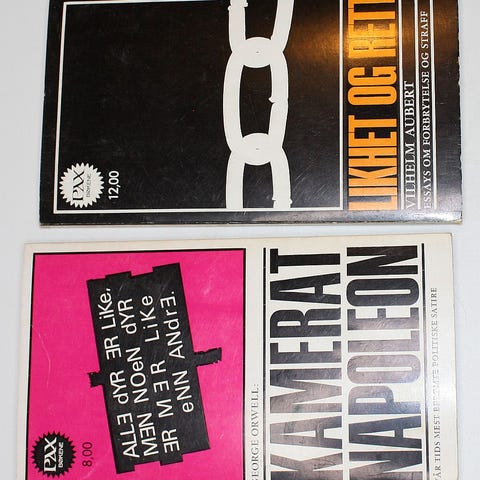 LIKHET OG RETT
VILHELM AUBERT
ESSAYS OM FORBRYTELSE OG STRAFF
PAX
BØKENE
12,00
GEORGE ORWELL:
KAMERAT
NAPOLEON
VÅR TIDS MEST BERØMTE POLITISKE SATIRE
ALLE dYR ER LiKe,
MEN NOeN dYR
ER MER LiKe
eNN ANdrE.
PAX
BØKENE
8,00